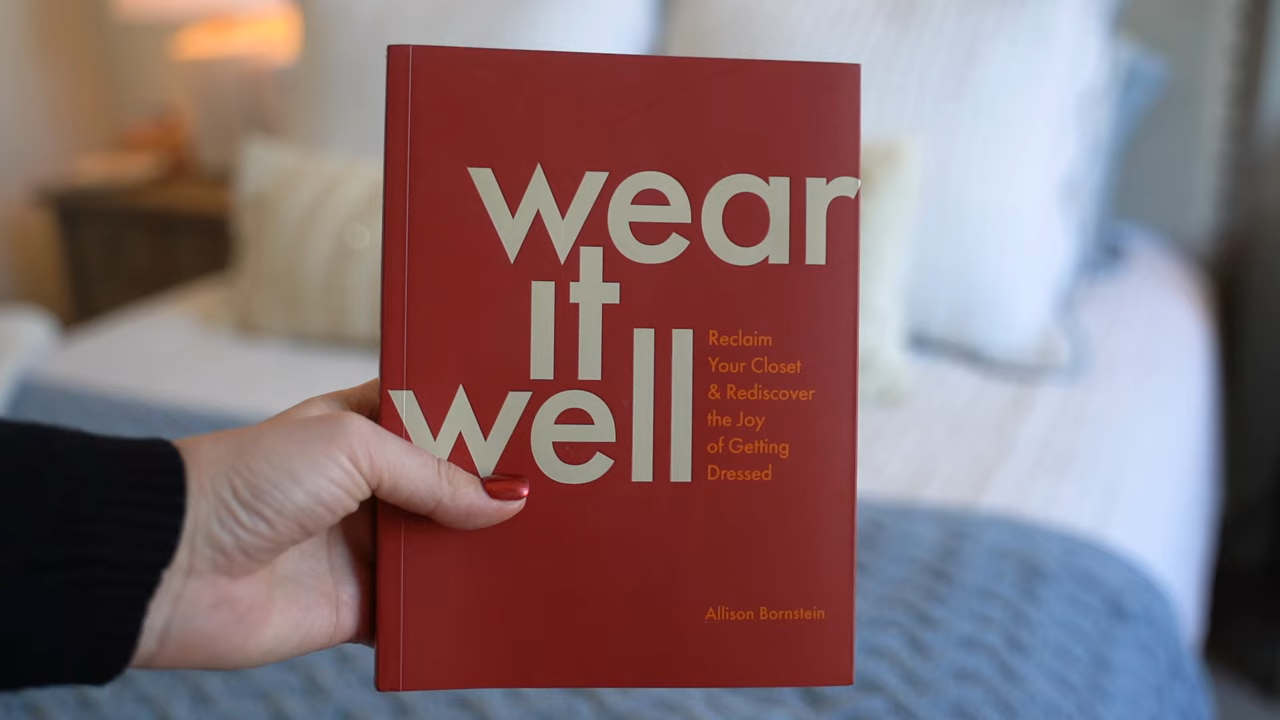 wear
it
well
Reclaim
Your Closet
& Rediscover
the Joy
of Getting
Dressed
Allison Bornstein